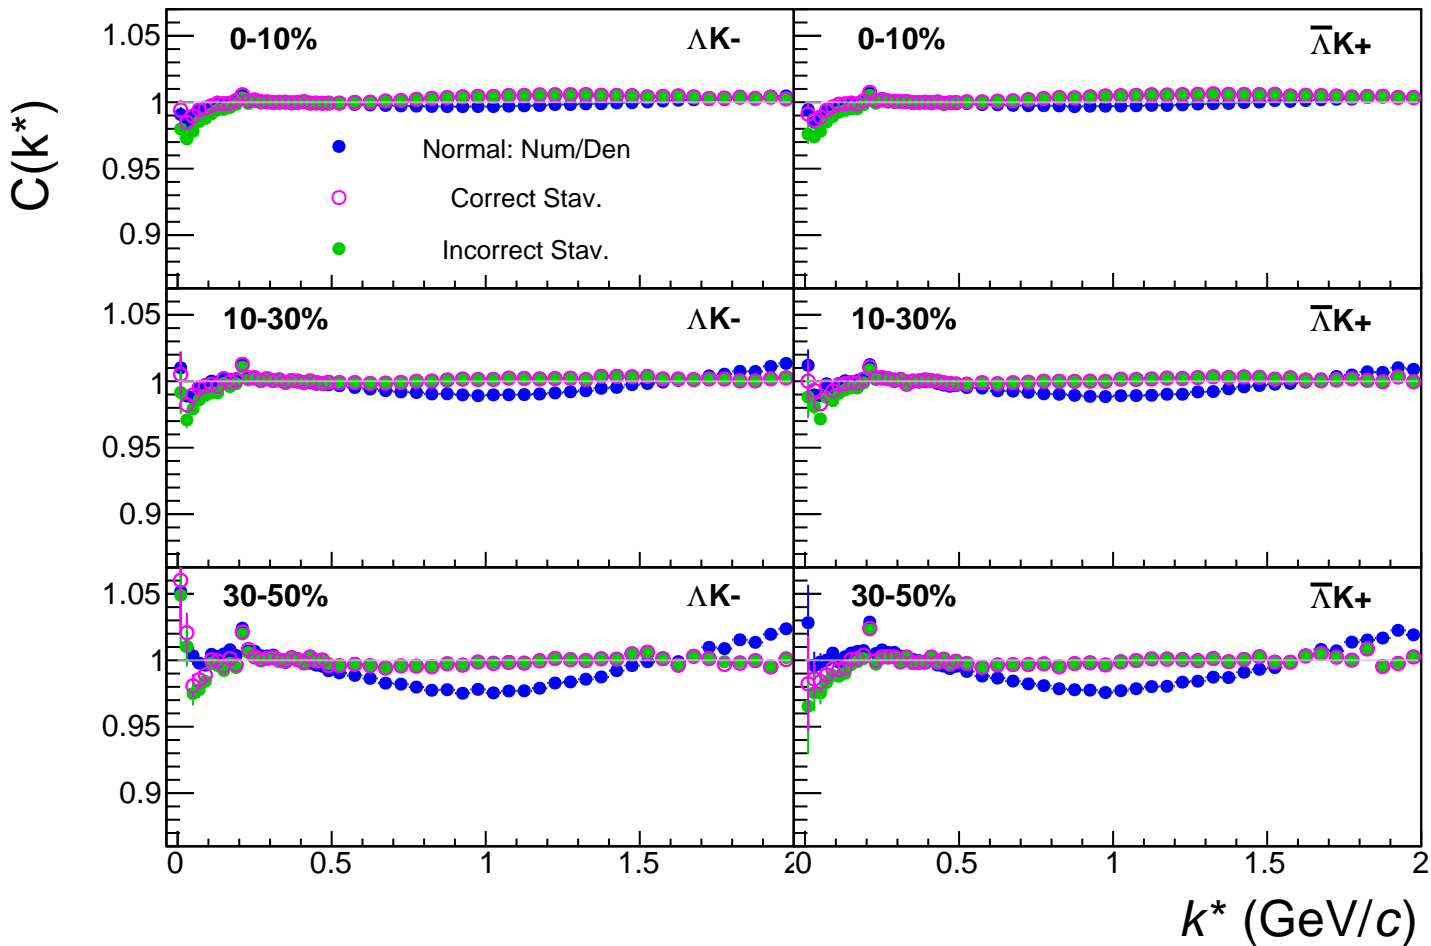 C(k*)
1.05
1
0.95
0.9
0-10%
ΛK-
Normal: Num/Den
Correct Stav.
Incorrect Stav.
0-10%
Λ̅K+
1.05
1
0.95
0.9
10-30%
ΛK-
10-30%
Λ̅K+
1.05
1
0.95
0.9
30-50%
ΛK-
30-50%
Λ̅K+
0 0.5 1 1.5 2
0 0.5 1 1.5 2
k* (GeV/c)